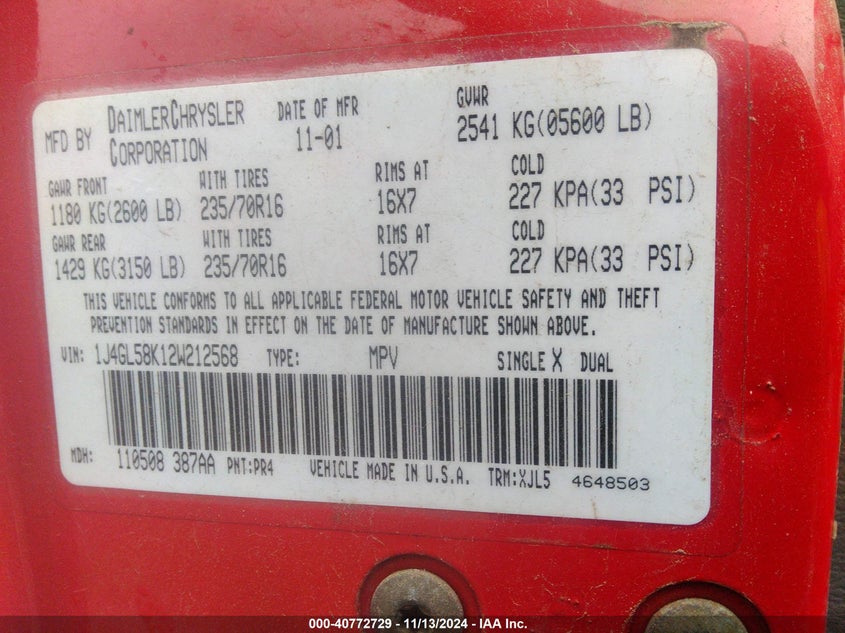 MFD BY DAIMLERCHRYSLER CORPORATION
DATE OF MFR 11-01
GVWR 2541 KG(05600 LB)
GAWR FRONT WITH TIRES RIMS AT COLD
1180 KG(2600 LB) 235/70R16 16X7 227 KPA(33 PSI)
GAWR REAR WITH TIRES RIMS AT COLD
1429 KG(3150 LB) 235/70R16 16X7 227 KPA(33 PSI)
THIS VEHICLE CONFORMS TO ALL APPLICABLE FEDERAL MOTOR VEHICLE SAFETY AND THEFT
PREVENTION STANDARDS IN EFFECT ON THE DATE OF MANUFACTURE SHOWN ABOVE.
VIN: 1J4GL58K12W212568 TYPE: MPV SINGLE X DUAL
MDH: 110508 387AA PNT:PR4 VEHICLE MADE IN U.S.A. TRM:XJL5 4648503
000-40772729 - 11/13/2024 - IAA Inc.